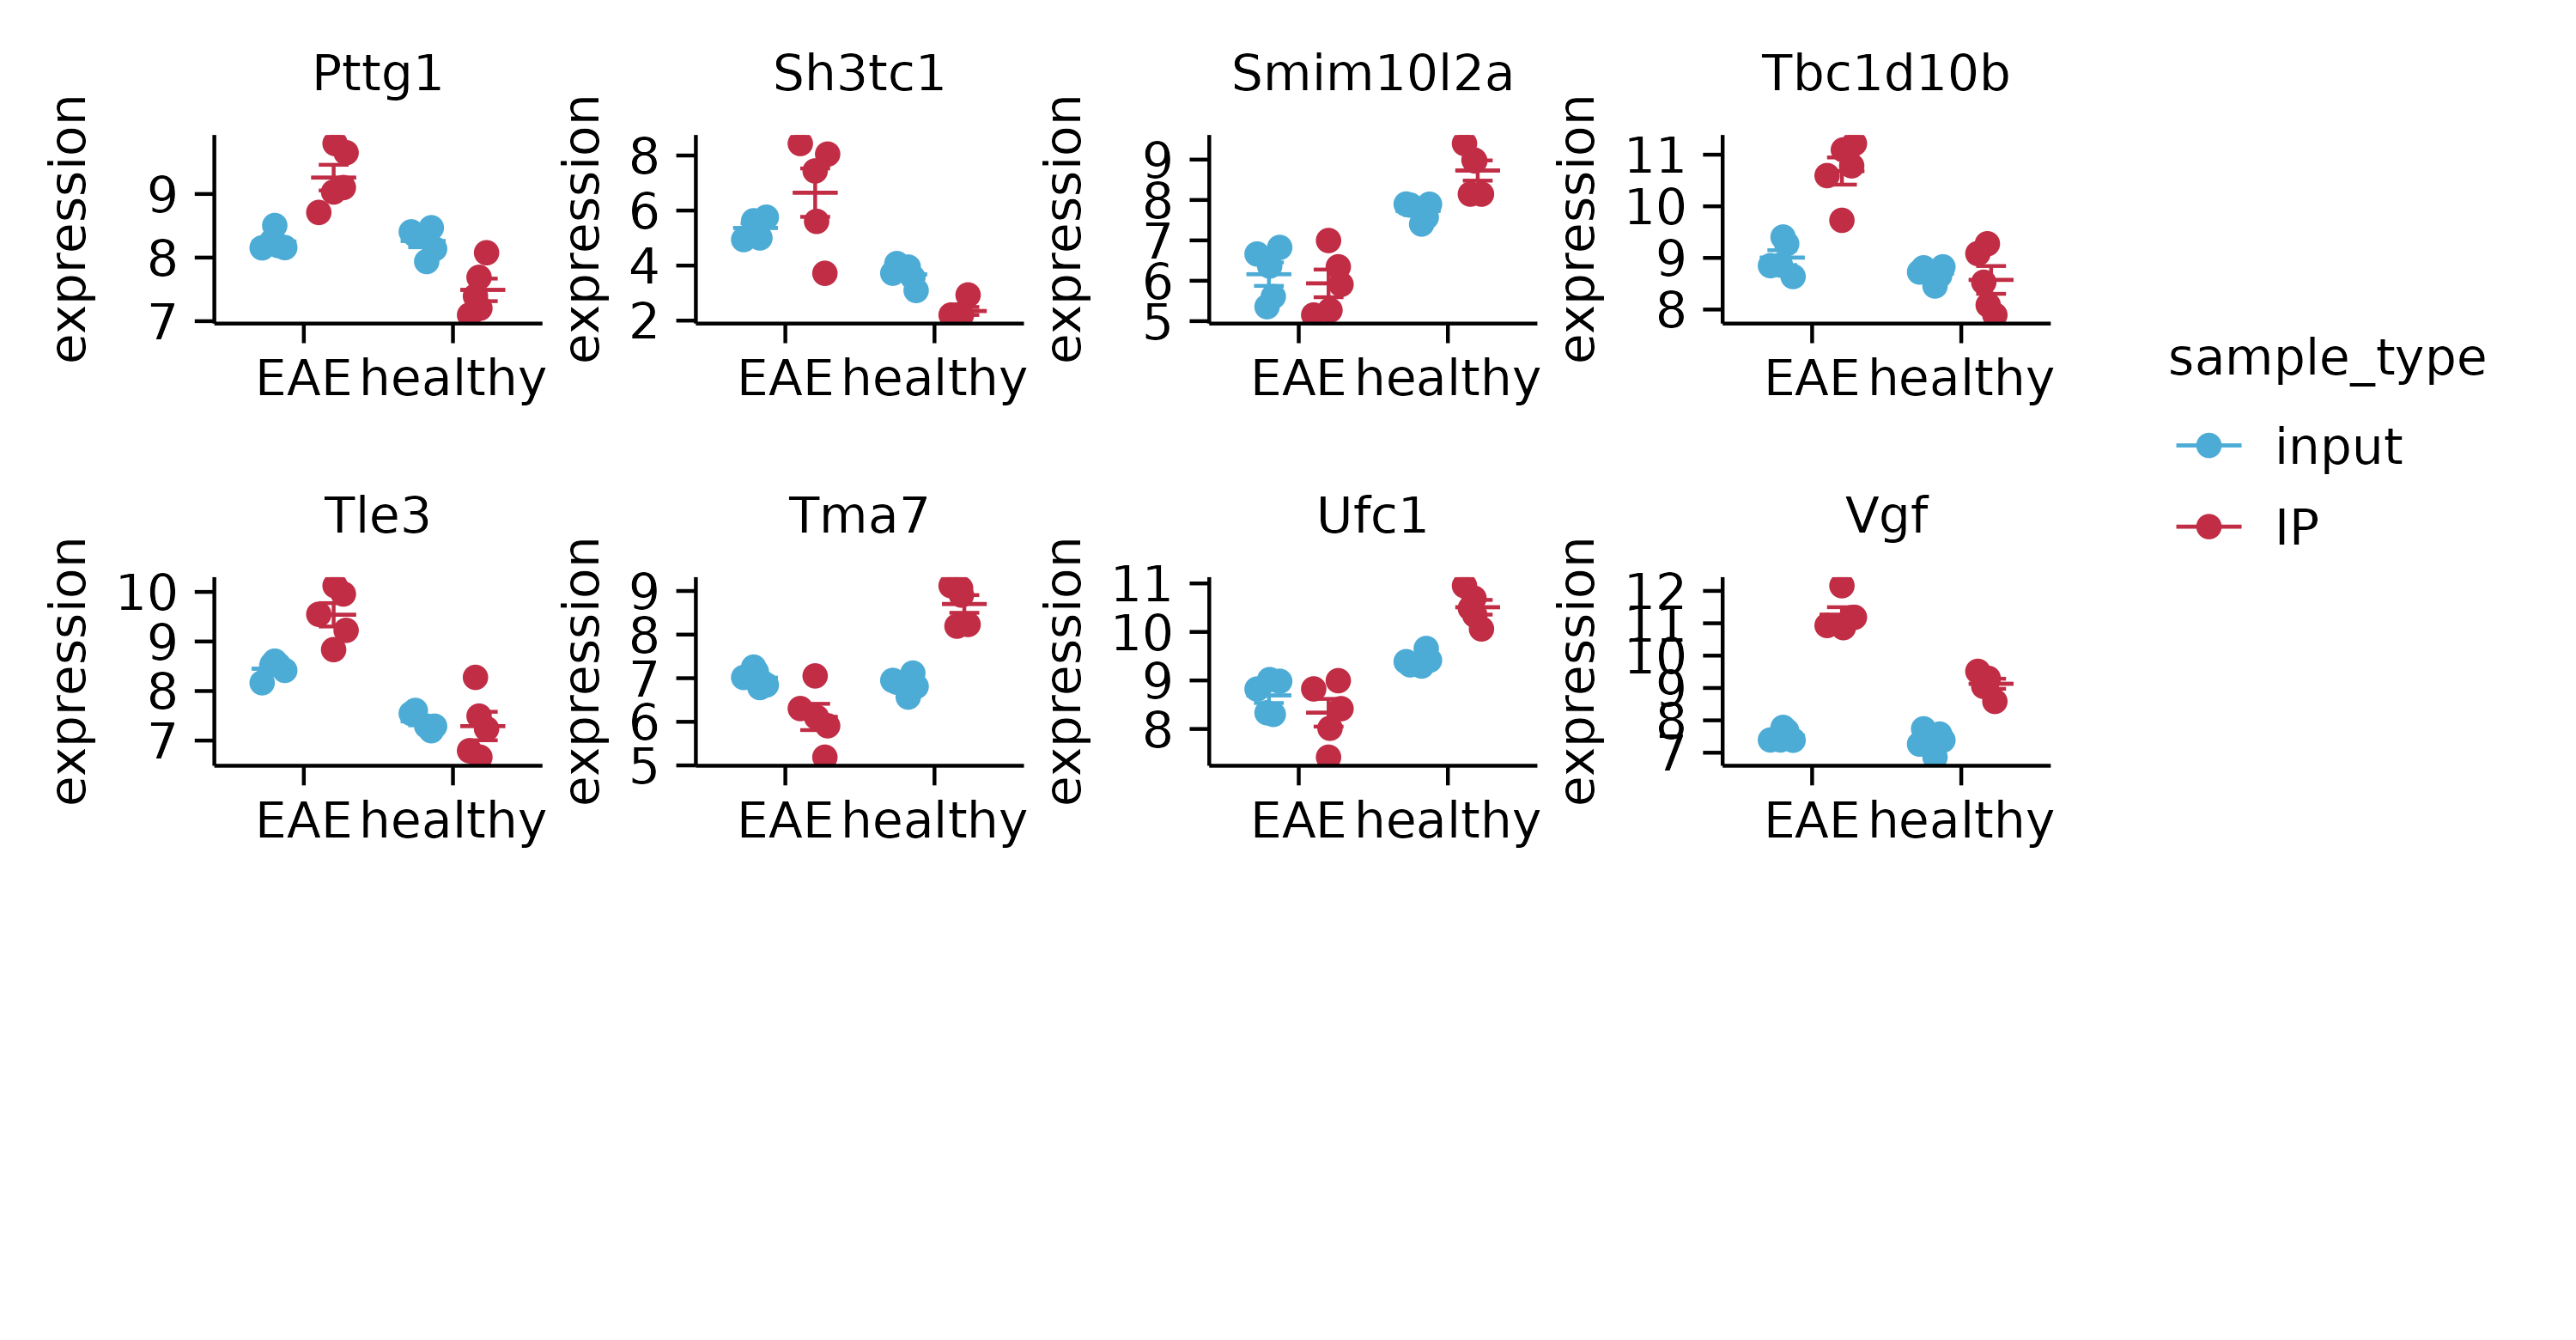 Pttg1
expression
9
8
7
EAE healthy
Sh3tc1
expression
8
6
4
2
EAE healthy
Smim10l2a
expression
9
8
7
6
5
EAE healthy
Tbc1d10b
expression
11
10
9
8
EAE healthy
sample_type
input
IP
Tle3
expression
10
9
8
7
EAE healthy
Tma7
expression
9
8
7
6
5
EAE healthy
Ufc1
expression
11
10
9
8
EAE healthy
Vgf
expression
12
11
10
9
8
7
EAE healthy